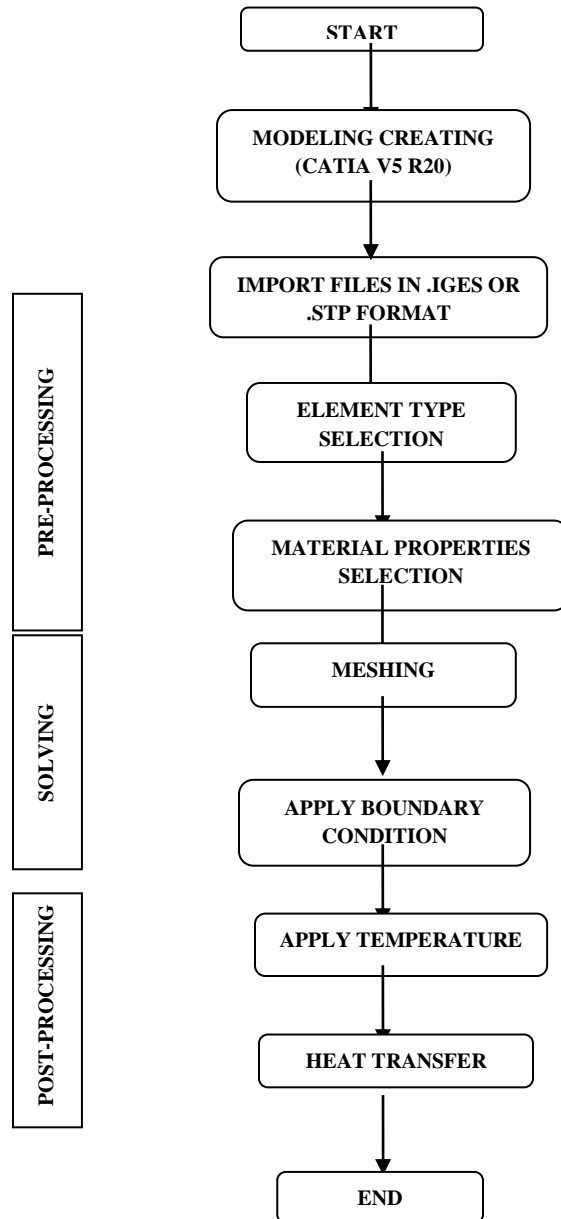 START
MODELING CREATING
(CATIA V5 R20)
IMPORT FILES IN .IGES OR
.STP FORMAT
ELEMENT TYPE
SELECTION
MATERIAL PROPERTIES
SELECTION
MESHING
APPLY BOUNDARY
CONDITION
APPLY TEMPERATURE
HEAT TRANSFER
END
PRE-PROCESSING
SOLVING
POST-PROCESSING